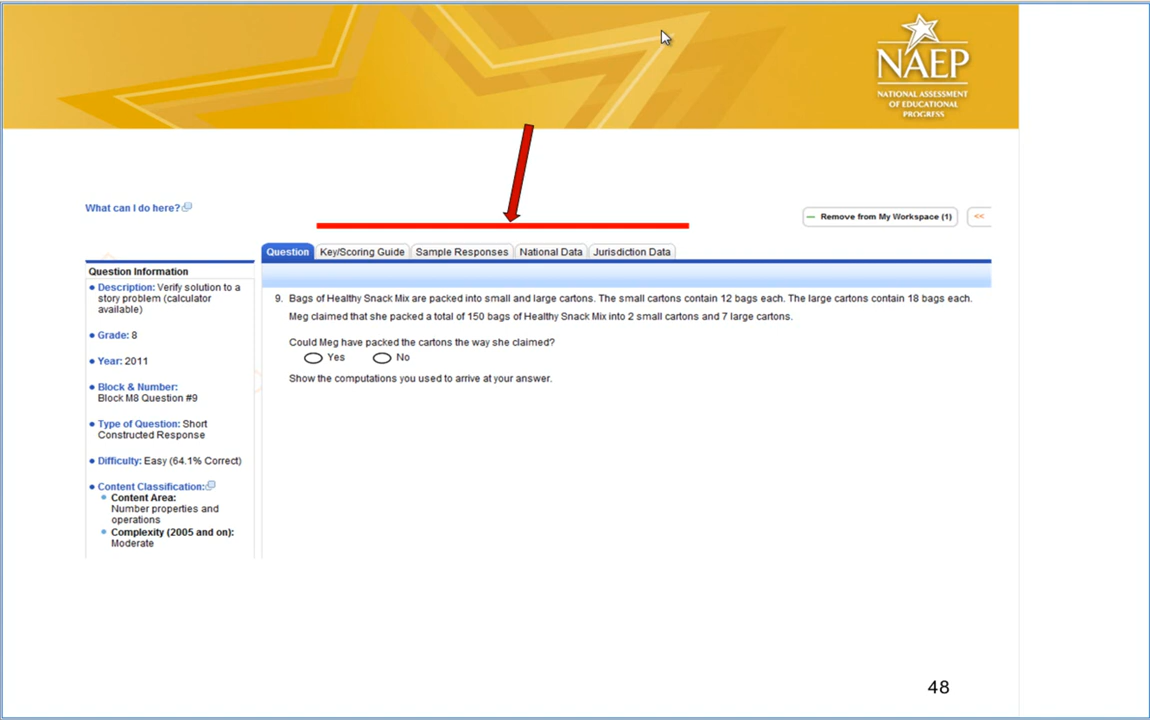 NAEP
NATIONAL ASSESSMENT
OF EDUCATIONAL
PROGRESS
What can I do here?
Remove from My Workspace (1)
<<
Question
Key/Scoring Guide
Sample Responses
National Data
Jurisdiction Data
Question Information
Description: Verify solution to a
story problem (calculator
available)
Grade: 8
Year: 2011
Block & Number:
Block M8 Question #9
Type of Question: Short
Constructed Response
Difficulty: Easy (64.1% Correct)
Content Classification:
Content Area:
Number properties and
operations
Complexity (2005 and on):
Moderate
9. Bags of Healthy Snack Mix are packed into small and large cartons. The small cartons contain 12 bags each. The large cartons contain 18 bags each.
Meg claimed that she packed a total of 150 bags of Healthy Snack Mix into 2 small cartons and 7 large cartons.
Could Meg have packed the cartons the way she claimed?
Yes No
Show the computations you used to arrive at your answer.
48